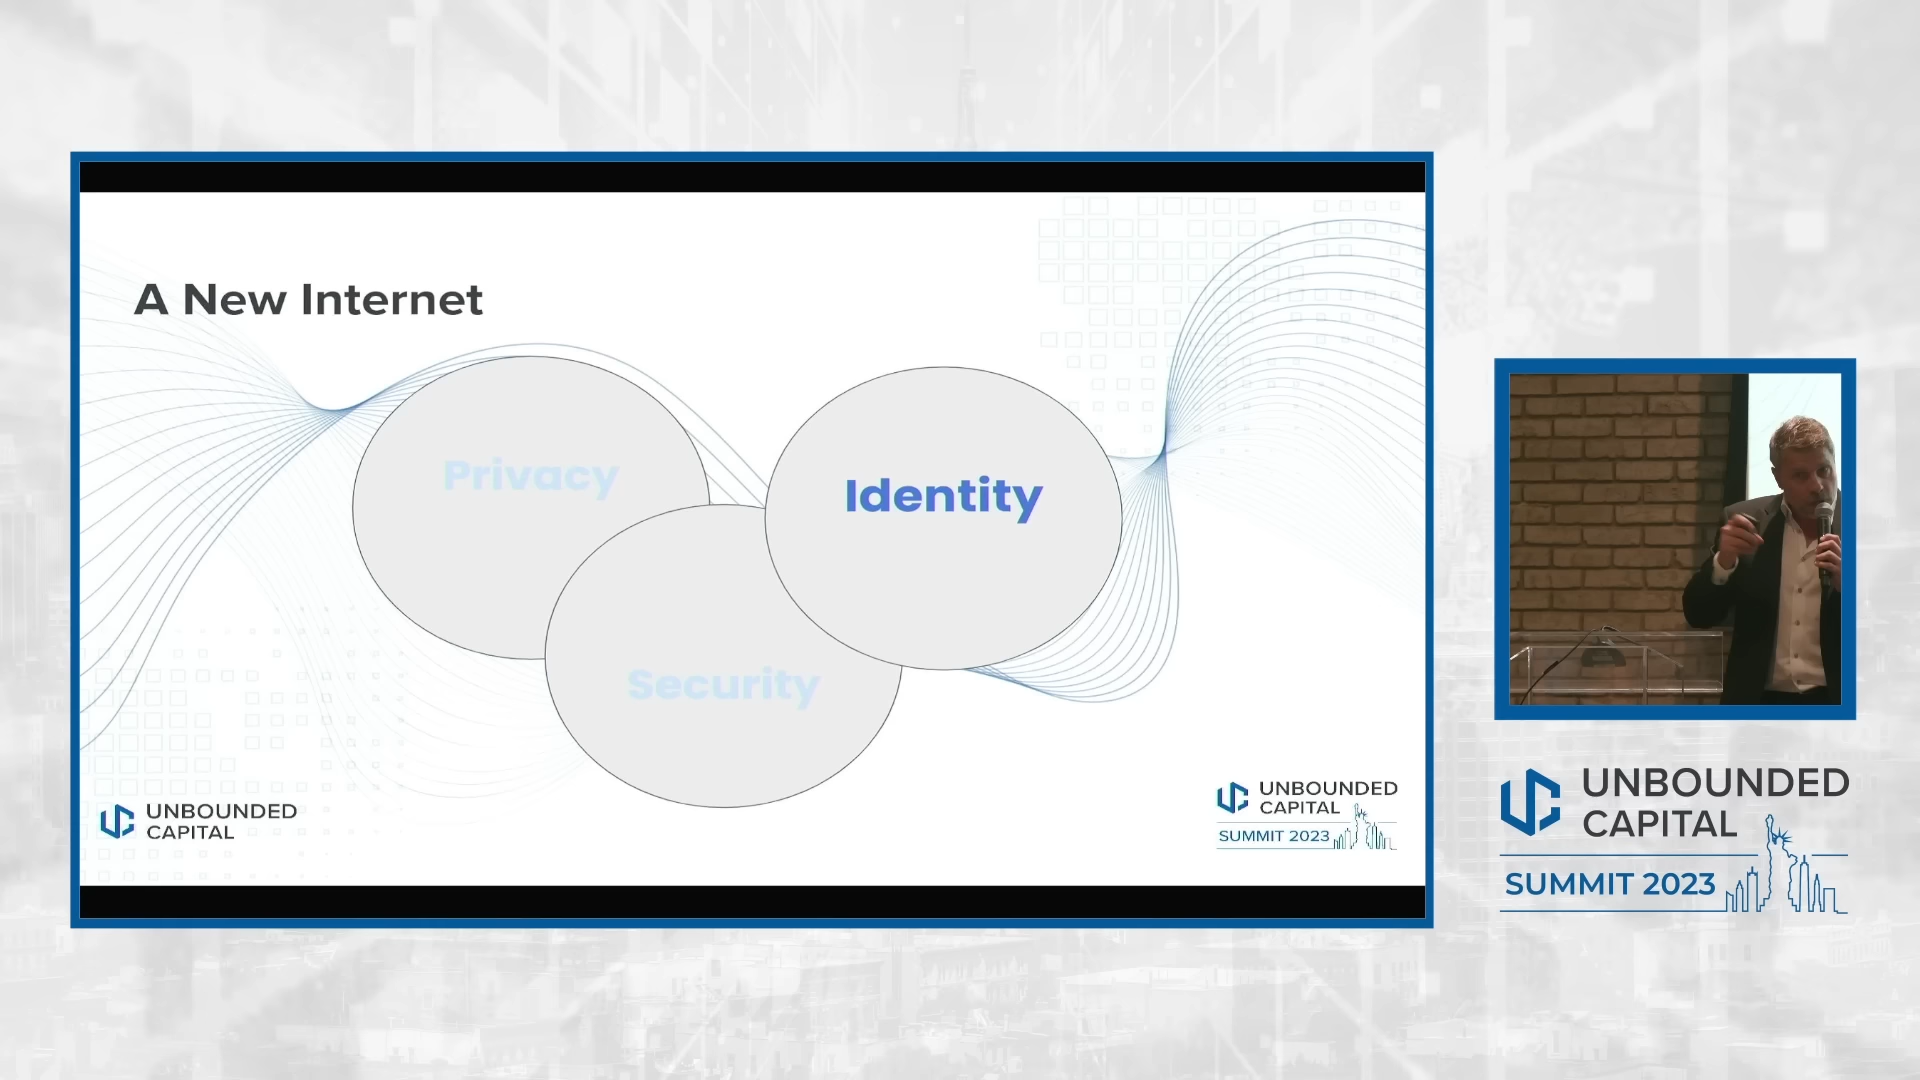 A New Internet
Privacy
Identity
Security
UNBOUNDED
CAPITAL
UNBOUNDED
CAPITAL
SUMMIT 2023
UNBOUNDED
CAPITAL
SUMMIT 2023